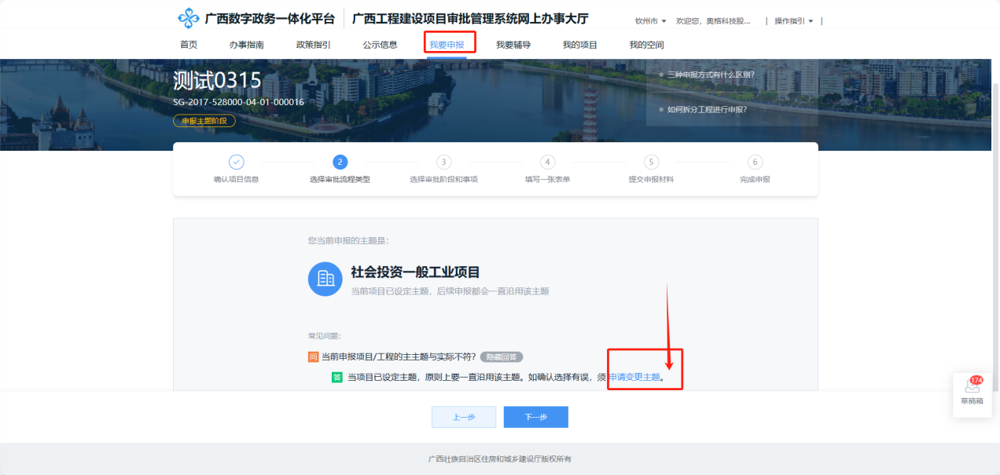 广西数字政务一体化平台 广西工程建设项目审批管理系统网上办事大厅 钦州市 欢迎您，奥格科技股... | 操作指引 |
首页 办事指南 政策指引 公示信息 我要申报 我要辅导 我的项目 我的空间
测试0315
SG-2017-528000-04-01-000016
申报主题阶段
三种申报方式有什么区别?
如何拆分工程进行申报?
2 3 4 5 6
确认项目信息 选择审批流程类型 选择审批阶段和事项 填写一张表单 提交申报材料 完成申报
您当前申报的主题是：
社会投资一般工业项目
当前项目已设定主题，后续申报都会一直沿用该主题
常见问题：
问 当前申报项目/工程的主主题与实际不符? 隐藏回答
答 当项目已设定主题，原则上要一直沿用该主题。如确认选择有误，须 申请变更主题。
174
草稿箱
上一步 下一步
广西壮族自治区住房和城乡建设厅版权所有